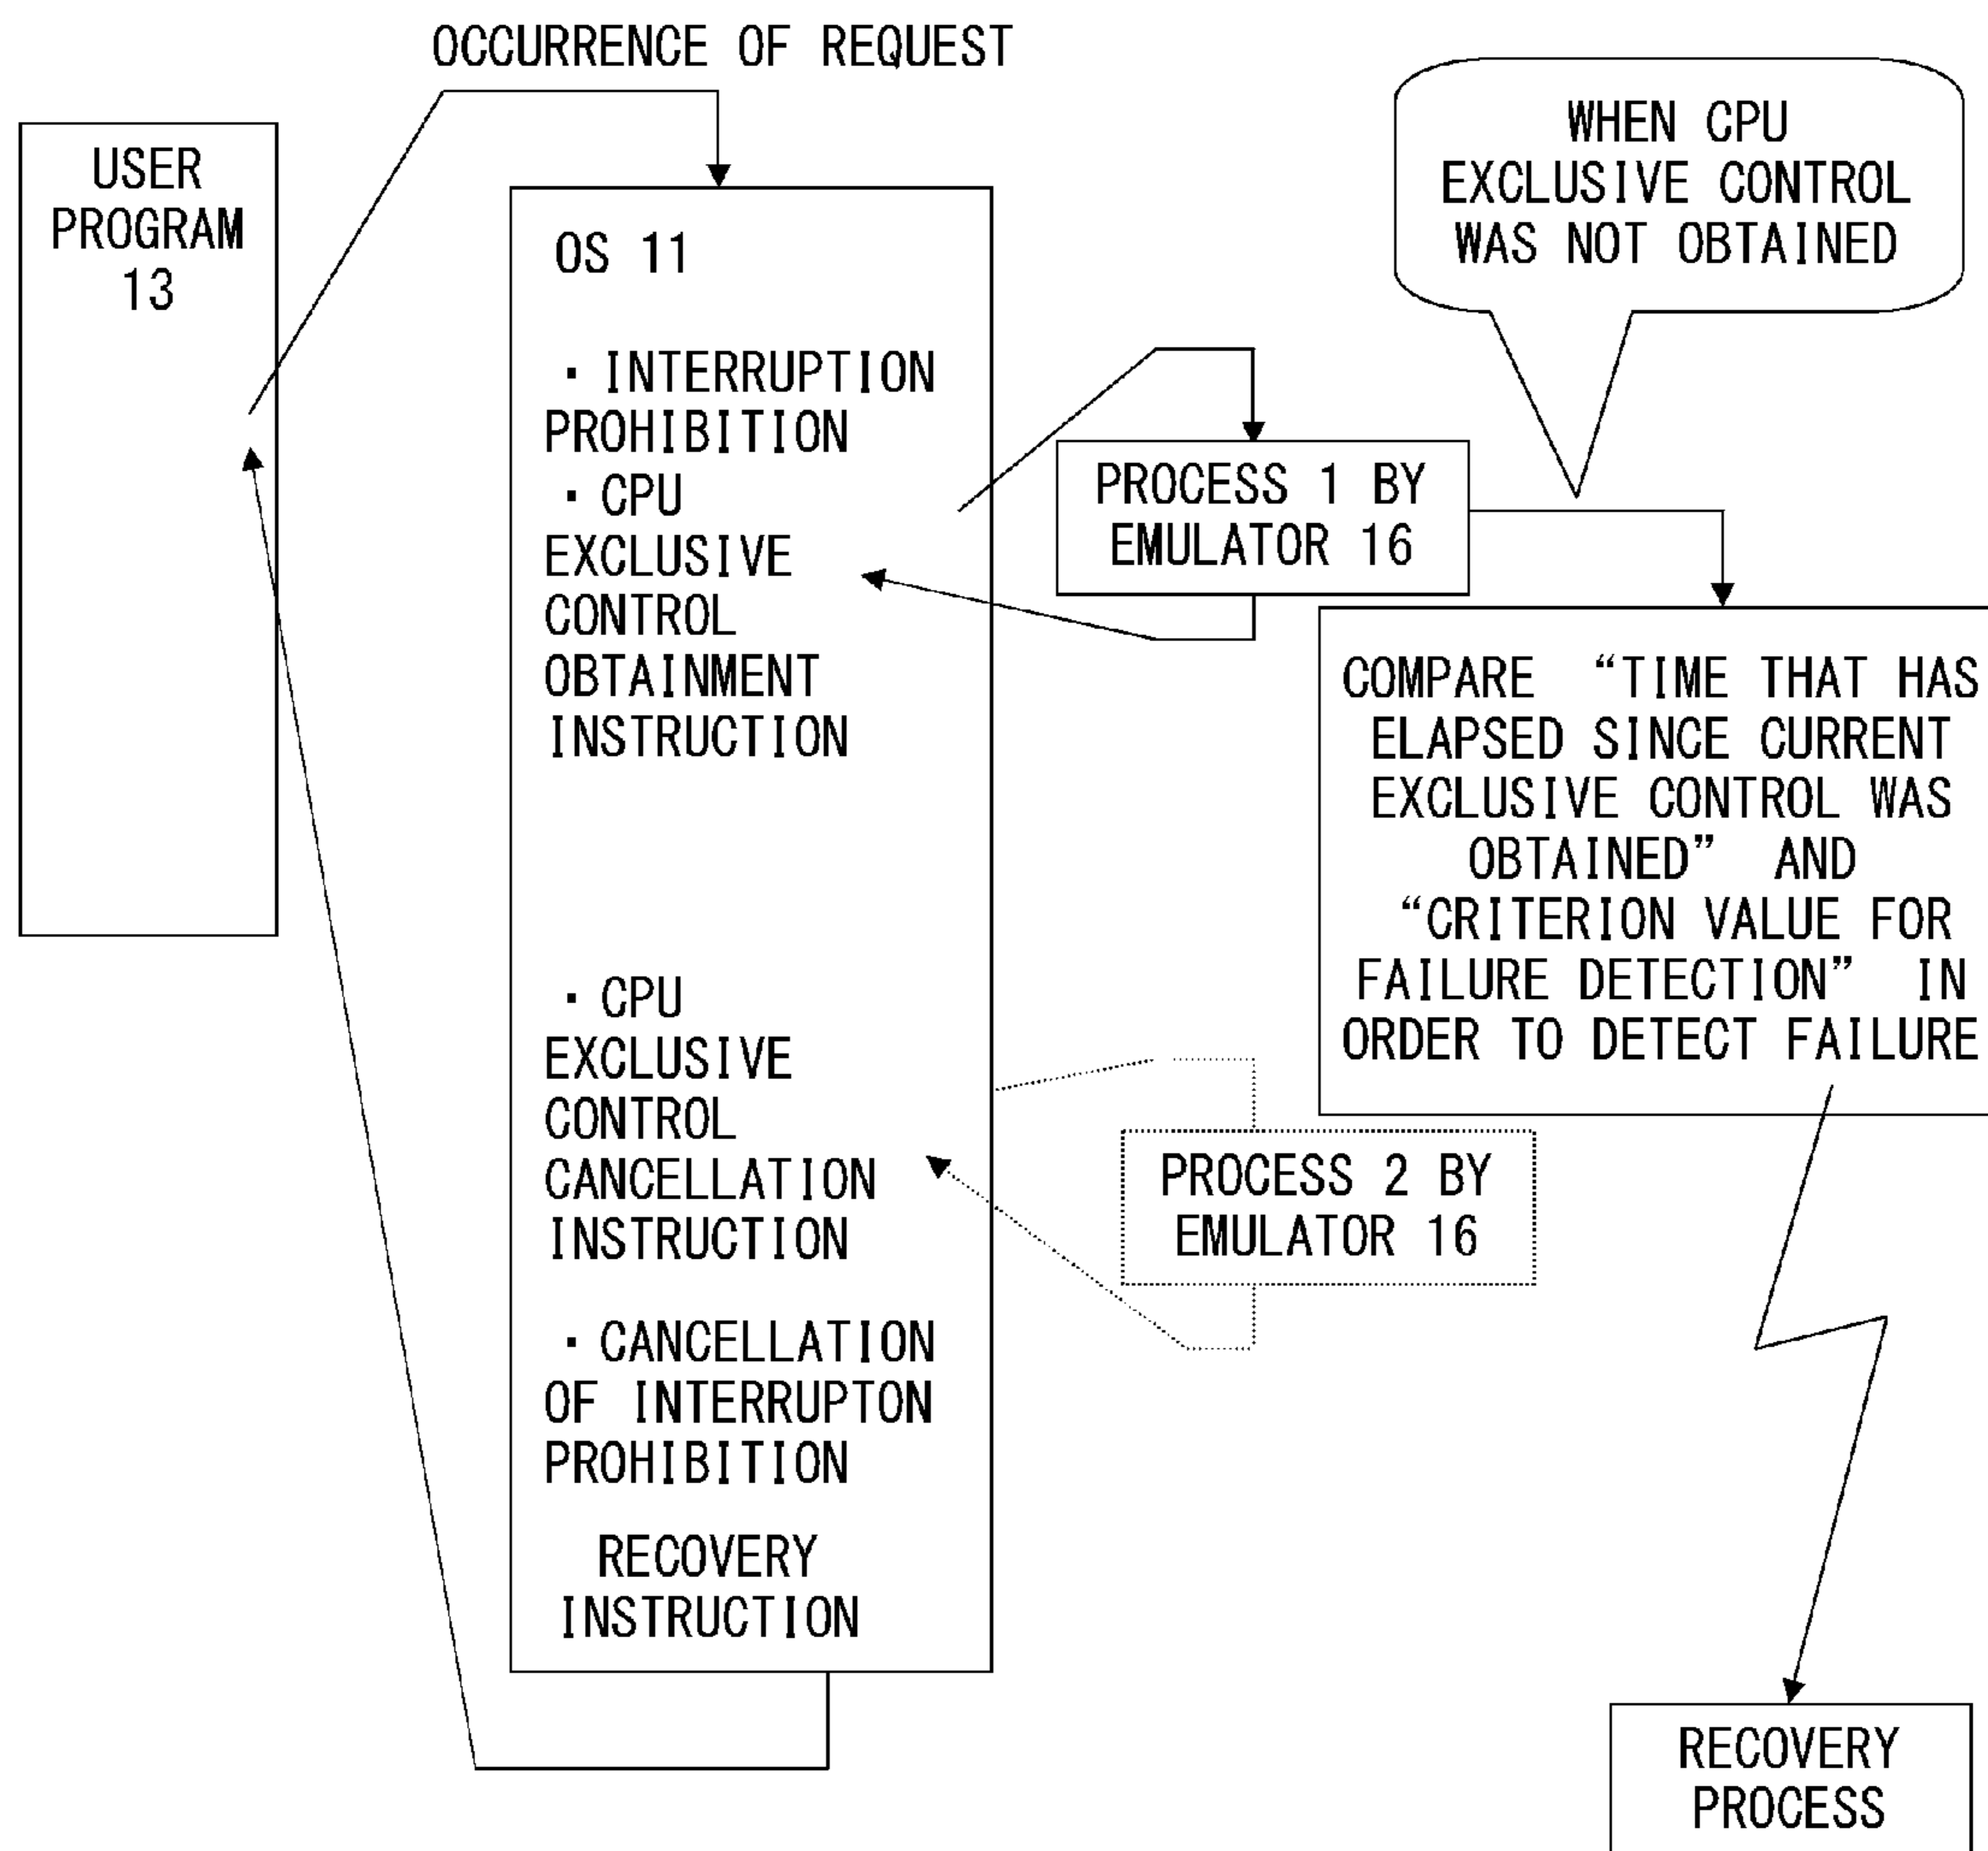 OCCURRENCE OF REQUEST
USER
PROGRAM
13
OS 11
・INTERRUPTION
PROHIBITION
・CPU
EXCLUSIVE
CONTROL
OBTAINMENT
INSTRUCTION
・CPU
EXCLUSIVE
CONTROL
CANCELLATION
INSTRUCTION
・CANCELLATION
OF INTERRUPTON
PROHIBITION
RECOVERY
INSTRUCTION
PROCESS 1 BY
EMULATOR 16
WHEN CPU
EXCLUSIVE CONTROL
WAS NOT OBTAINED
COMPARE “TIME THAT HAS
ELAPSED SINCE CURRENT
EXCLUSIVE CONTROL WAS
OBTAINED” AND
“CRITERION VALUE FOR
FAILURE DETECTION” IN
ORDER TO DETECT FAILURE
PROCESS 2 BY
EMULATOR 16
RECOVERY
PROCESS